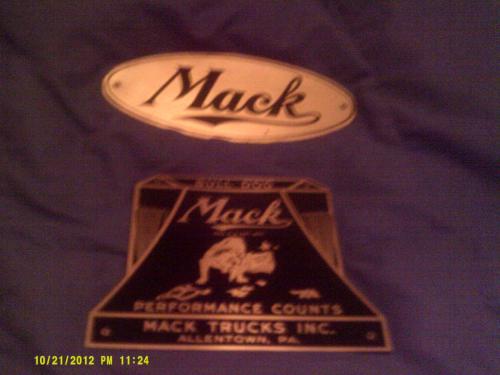 Mack
BULL DOG
Mack
PERFORMANCE COUNTS
MACK TRUCKS INC.
ALLENTOWN, PA.
10/21/2012 PM 11:24